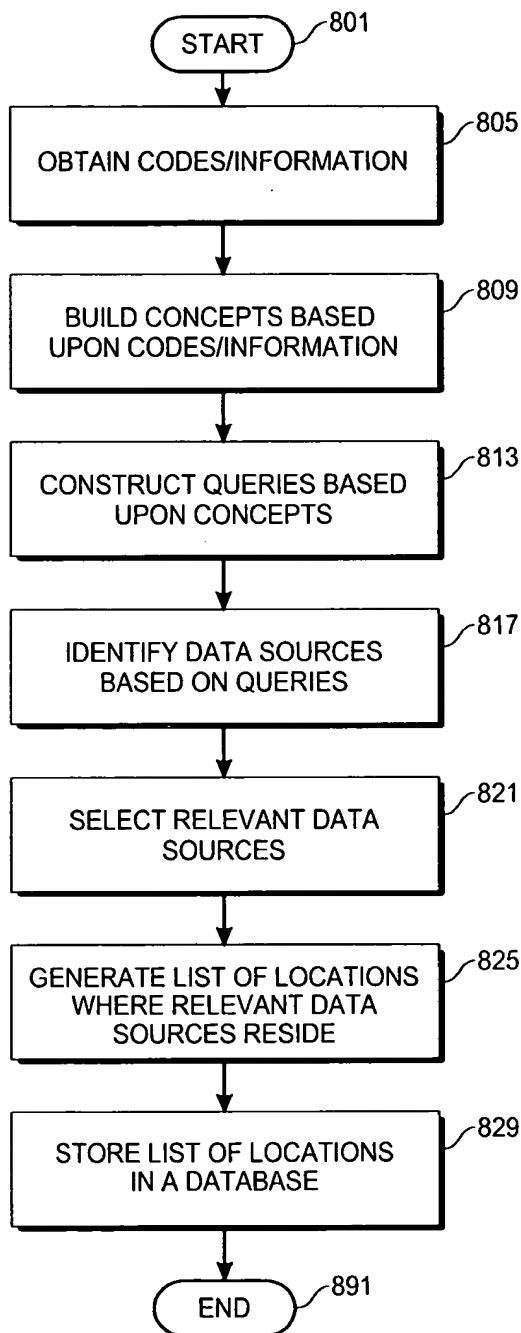 START
801
OBTAIN CODES/INFORMATION
805
BUILD CONCEPTS BASED
UPON CODES/INFORMATION
809
CONSTRUCT QUERIES BASED
UPON CONCEPTS
813
IDENTIFY DATA SOURCES
BASED ON QUERIES
817
SELECT RELEVANT DATA
SOURCES
821
GENERATE LIST OF LOCATIONS
WHERE RELEVANT DATA
SOURCES RESIDE
825
STORE LIST OF LOCATIONS
IN A DATABASE
829
END
891